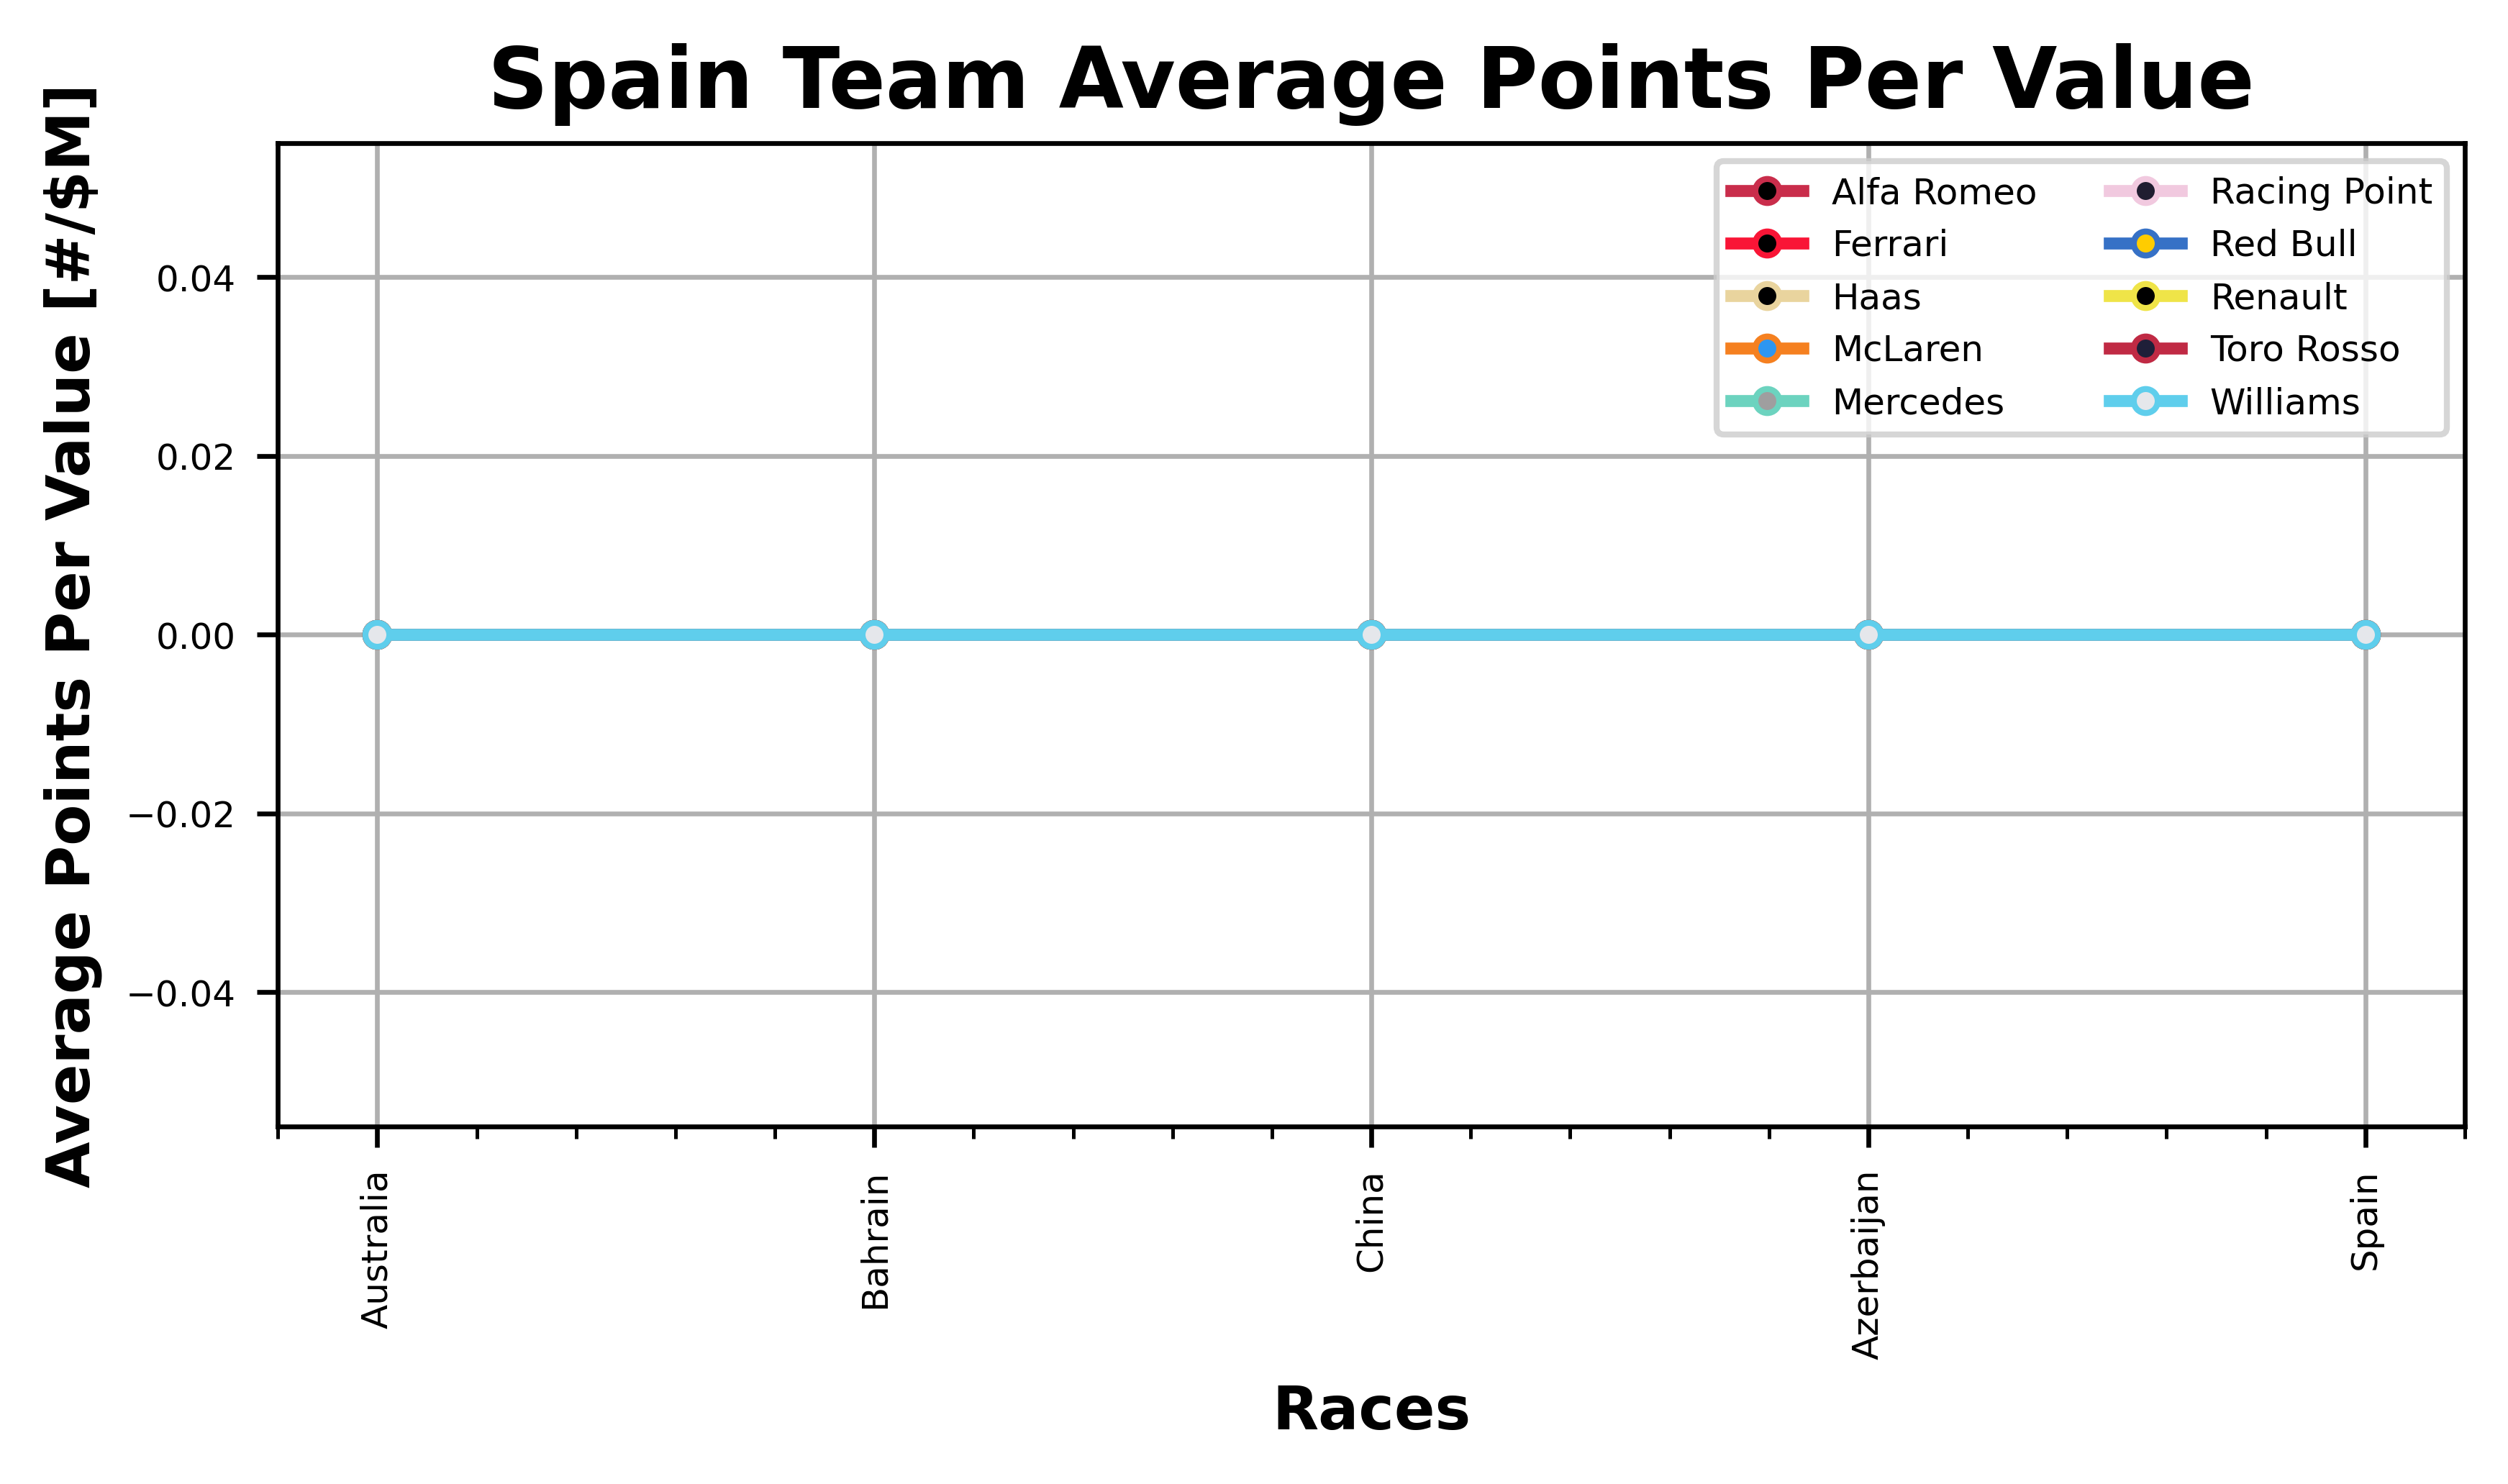 Spain Team Average Points Per Value
Average Points Per Value [#/$M]
0.04
0.02
0.00
−0.02
−0.04
Alfa Romeo
Ferrari
Haas
McLaren
Mercedes
Racing Point
Red Bull
Renault
Toro Rosso
Williams
Australia
Bahrain
China
Azerbaijan
Spain
Races